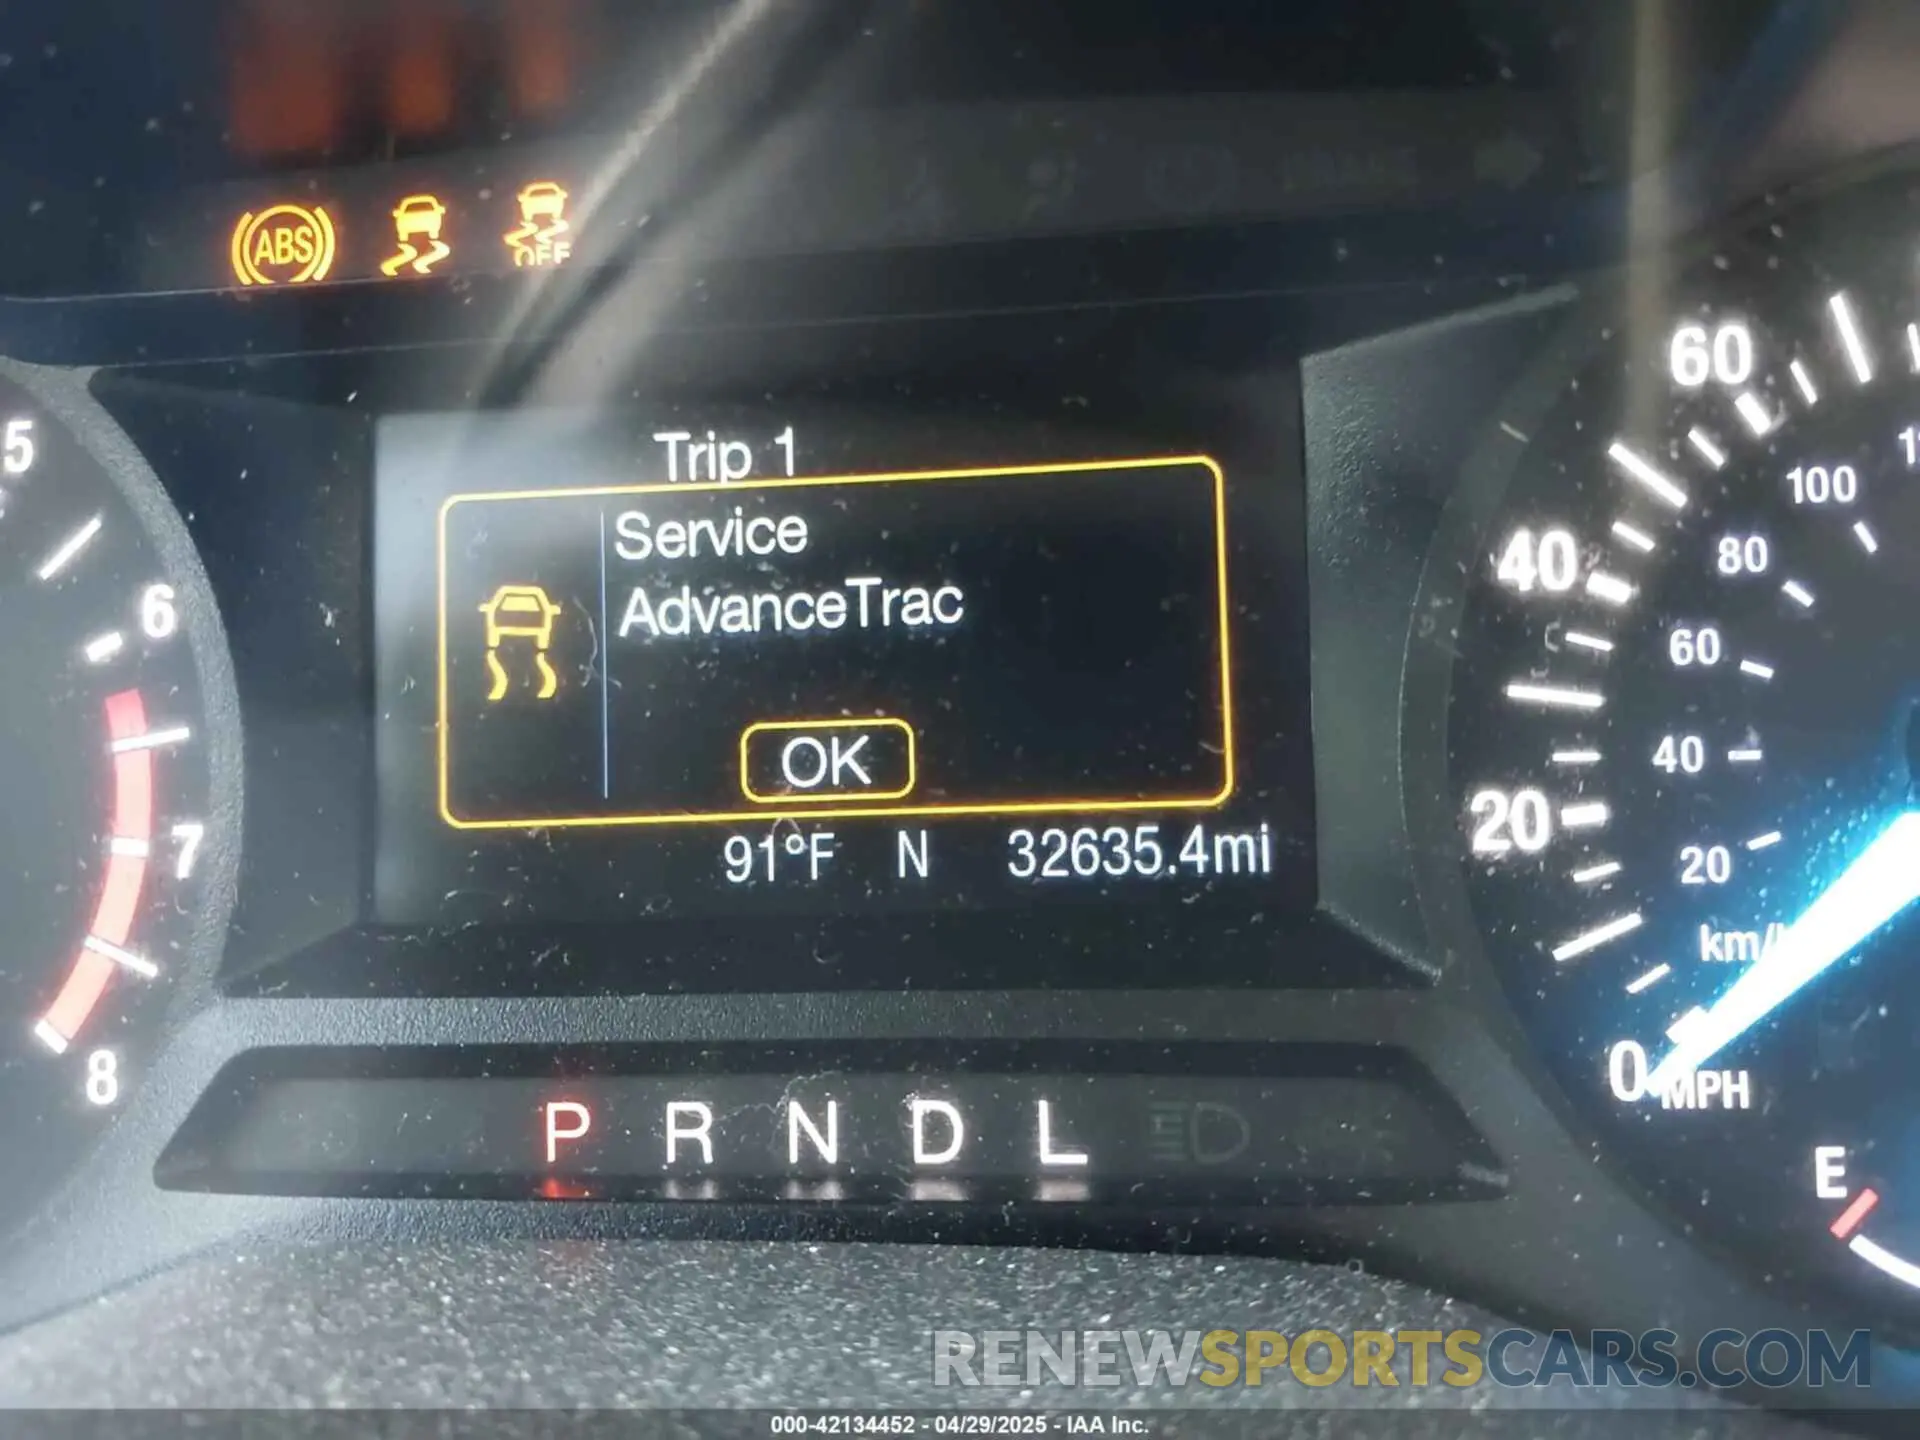 ABS
OFF
Trip 1
Service
AdvanceTrac
OK
91°F N 32635.4mi
5
6
7
8
60
40
20
0
MPH
100
80
60
40
20
E
P R N D L
RENEWSPORTSCARS.COM
000-42134452 - 04/29/2025 - IAA Inc.